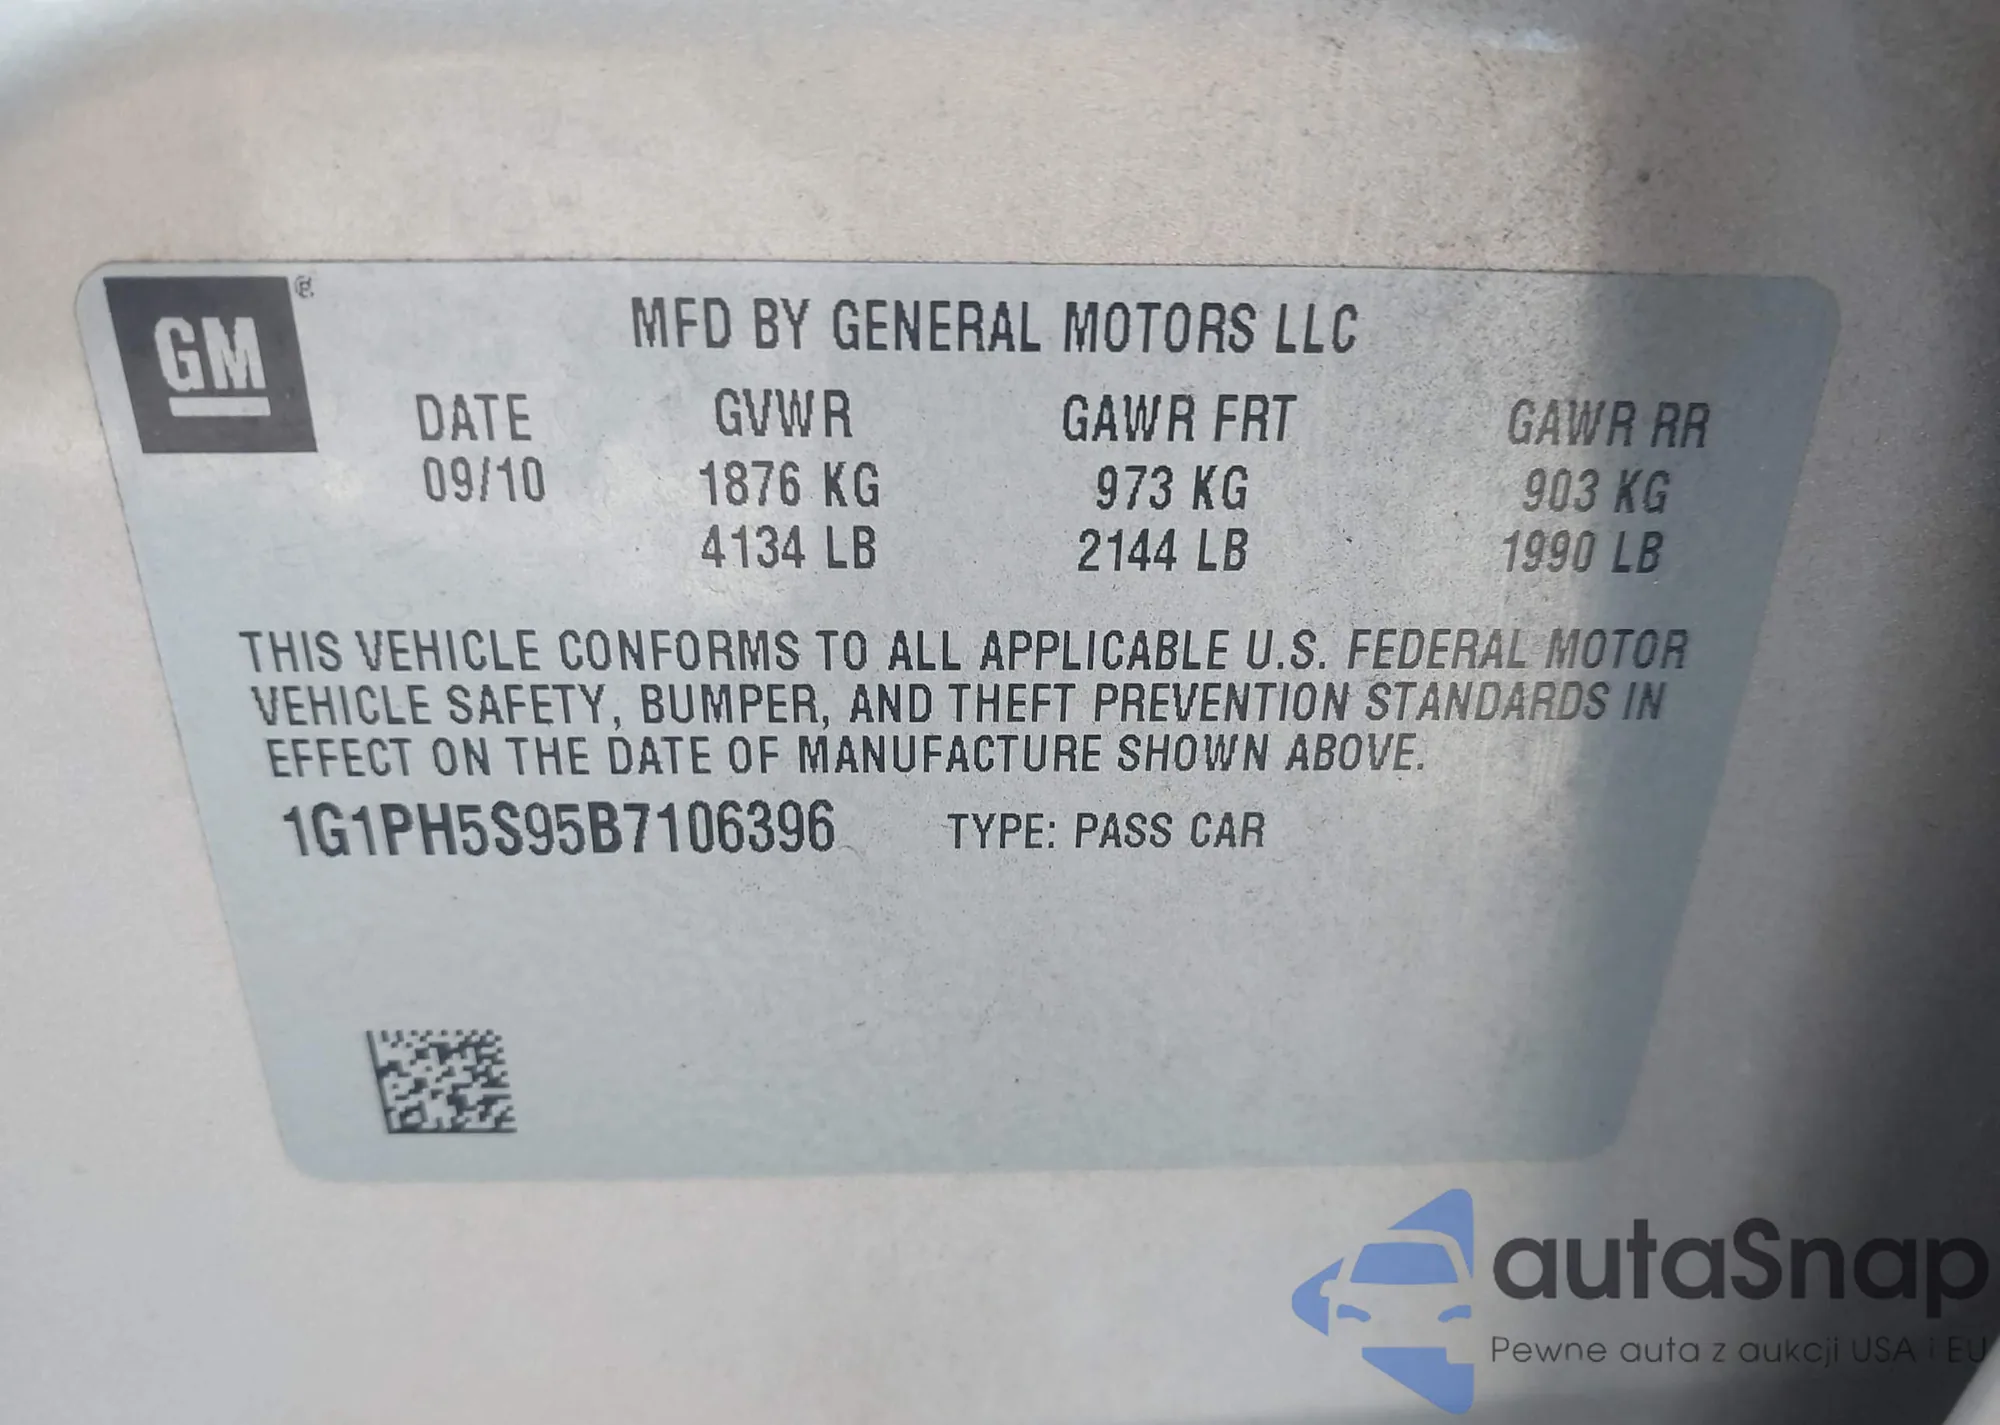 GM®
MFD BY GENERAL MOTORS LLC
DATE GVWR GAWR FRT GAWR RR
09/10 1876 KG 973 KG 903 KG
4134 LB 2144 LB 1990 LB
THIS VEHICLE CONFORMS TO ALL APPLICABLE U.S. FEDERAL MOTOR
VEHICLE SAFETY, BUMPER, AND THEFT PREVENTION STANDARDS IN
EFFECT ON THE DATE OF MANUFACTURE SHOWN ABOVE.
1G1PH5S95B7106396 TYPE: PASS CAR
autaSnap
Pewne auta z aukcji USA i EU